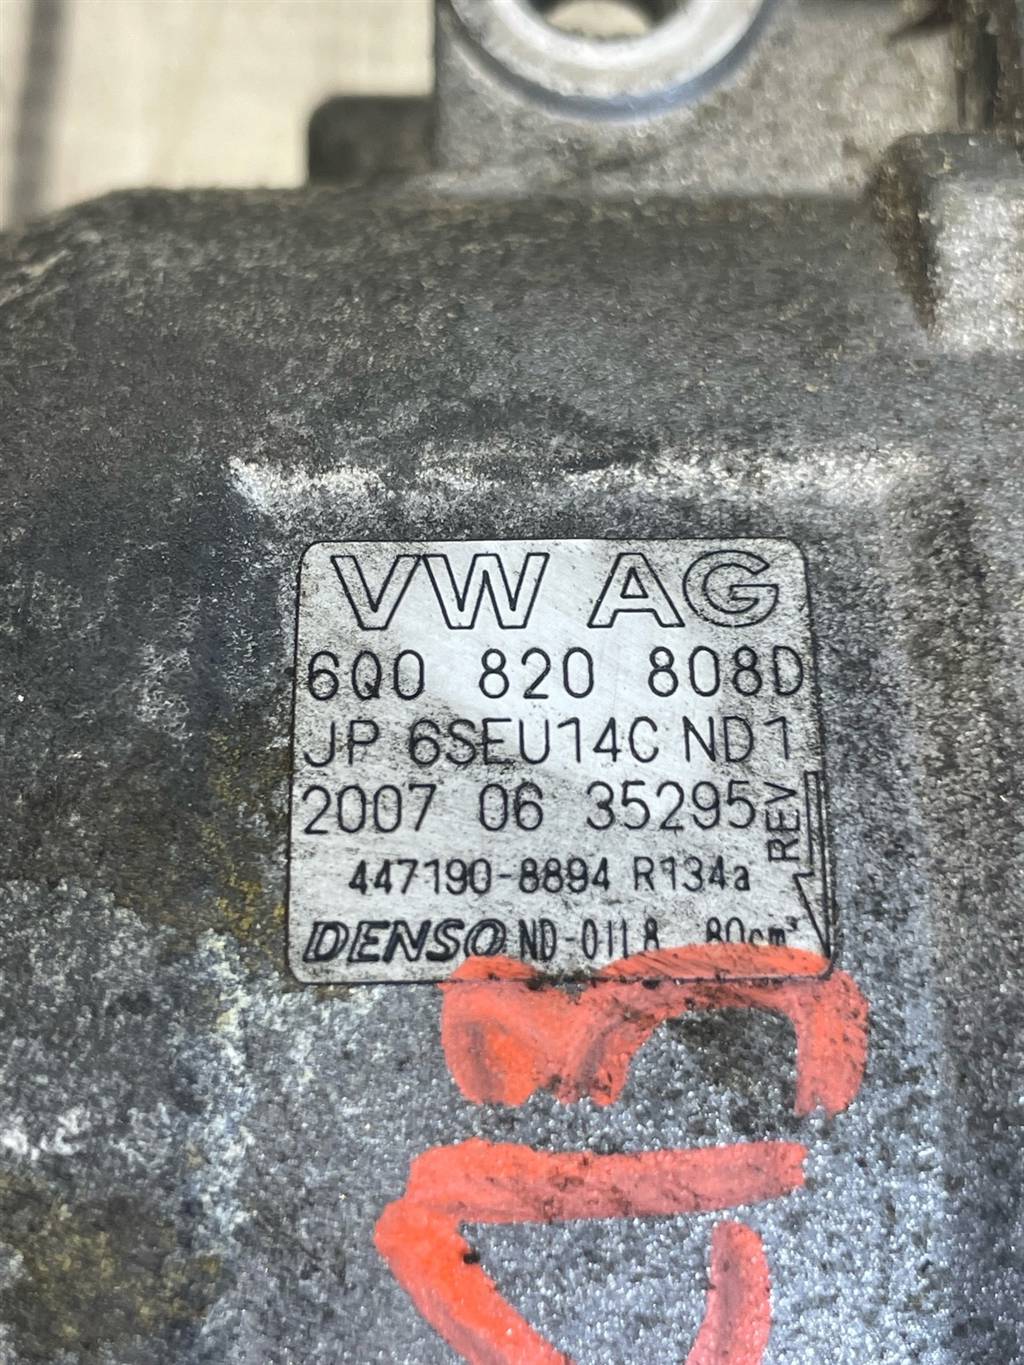 VW AG
6Q0 820 808D
JP 6SEU14C ND1
2007 06 35295
REV
447190-8894 R134a
DENSO ND-OIL8 80cm³